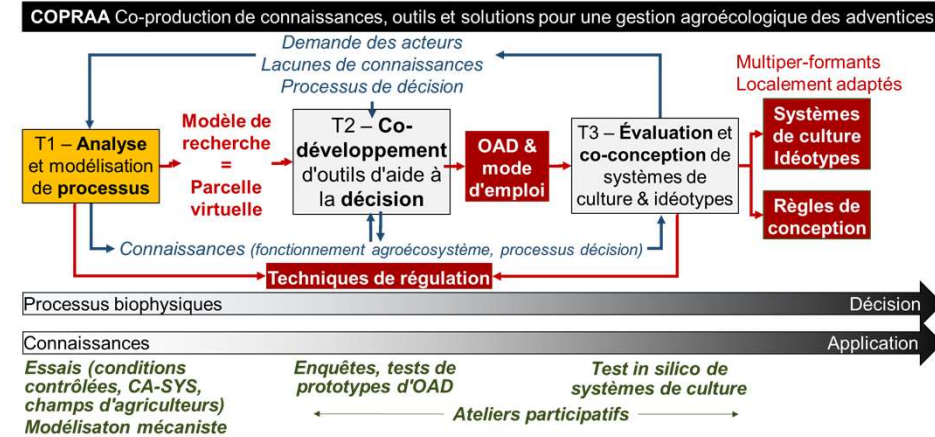 COPRAA Co-production de connaissances, outils et solutions pour une gestion agroécologique des adventices
Demande des acteurs
Lacunes de connaissances
Processus de décision
T1 – Analyse
et modélisation
de processus
Modèle de
recherche
=
Parcelle
virtuelle
T2 – Co-
développement
d'outils d'aide à
la décision
OAD &
mode
d'emploi
T3 – Évaluation et
co-conception de
systèmes de
culture & idéotypes
Multiper-formants
Localement adaptés
Systèmes
de culture
Idéotypes
Règles de
conception
Connaissances (fonctionnement agroécosystème, processus décision)
Techniques de régulation
Processus biophysiques
Décision
Connaissances
Application
Essais (conditions
contrôlées, CA-SYS,
champs d'agriculteurs)
Modélisaton mécaniste
Enquêtes, tests de
prototypes d'OAD
Test in silico de
systèmes de culture
Ateliers participatifs